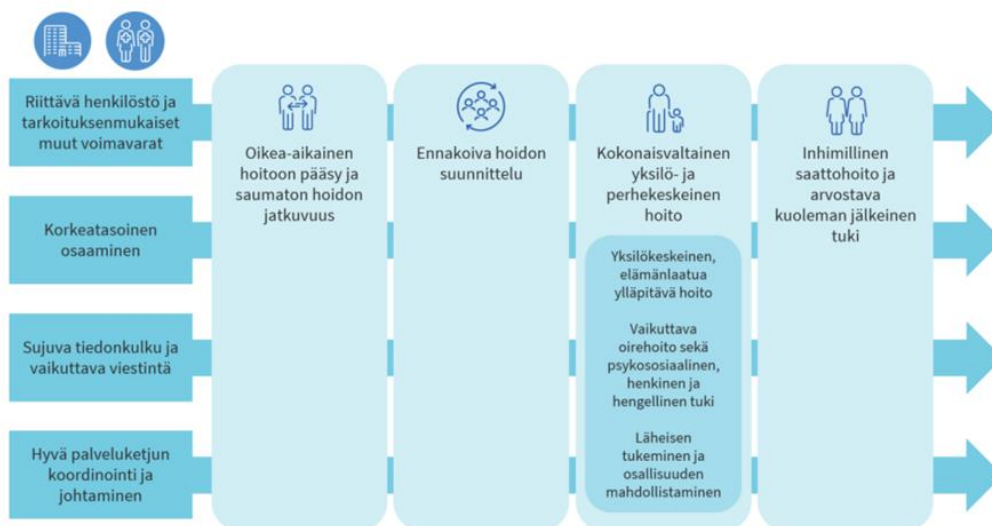 Riittävä henkilöstö ja
tarkoituksenmukaiset
muut voimavarat
Korkeatasoinen
osaaminen
Sujuva tiedonkulku ja
vaikuttava viestintä
Hyvä palveluketjun
koordinointi ja
johtaminen
Oikea-aikainen
hoitoon pääsy ja
saumaton hoidon
jatkuvuus
Ennakoiva hoidon
suunnittelu
Kokonaisvaltainen
yksilö- ja
perhekeskeinen
hoito
Yksilökeskeinen,
elämänlaatua
ylläpitävä hoito
Vaikuttava
oirehoito sekä
psykososiaalinen,
henkinen ja
hengellinen tuki
Läheisen
tukeminen ja
osallisuuden
mahdollistaminen
Inhimillinen
saattohoito ja
arvostava
kuoleman jälkeinen
tuki